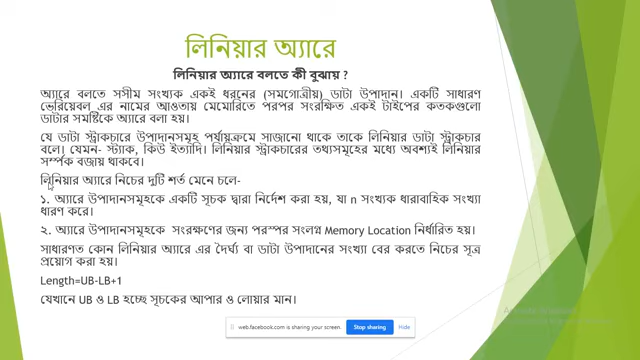 লিনিয়ার অ্যারে
লিনিয়ার অ্যারে বলতে কী বুঝায় ?
অ্যারে বলতে সসীম সংখ্যক একই ধরনের (সমগোত্রীয়) ডাটা উপাদান। একটি সাধারণ
ভেরিয়েবল এর নামের আওতায় মেমোরিতে পরপর সংরক্ষিত একই টাইপের কতকগুলো
ডাটার সমষ্টিকে অ্যারে বলা হয়।
যে ডাটা স্ট্রাকচারে উপাদানসমূহ পর্যায়ক্রমে সাজানো থাকে তাকে লিনিয়ার ডাটা স্ট্রাকচার
বলে। যেমন- স্ট্যাক, কিউ ইত্যাদি। লিনিয়ার স্ট্রাকচারের তথ্যসমূহের মধ্যে অবশ্যই লিনিয়ার
সর্ম্পক বজায় থাকবে।
লিনিয়ার অ্যারে নিচের দুটি শর্ত মেনে চলে-
১. অ্যারে উপাদানসমূহকে একটি সূচক দ্বারা নির্দেশ করা হয়, যা n সংখ্যক ধারাবাহিক সংখ্যা
ধারণ করে।
২. অ্যারে উপাদানসমূহকে সংরক্ষণের জন্য পরস্পর সংলগ্ন Memory Location নির্ধারিত হয়।
সাধারণত কোন লিনিয়ার অ্যারে এর দৈর্ঘ্য বা ডাটা উপাদানের সংখ্যা বের করতে নিচের সূত্র
প্রয়োগ করা হয়।
Length=UB-LB+1
যেখানে UB ও LB হচ্ছে সূচকের আপার ও লোয়ার মান।
web.facebook.com is sharing your screen.
Stop sharing
Hide